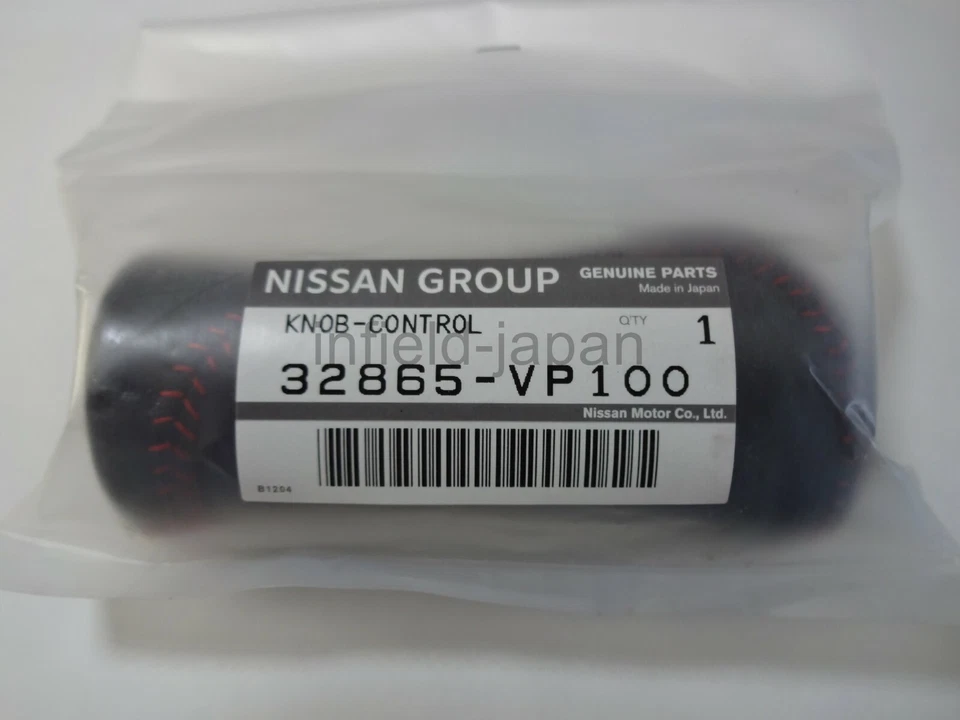 NISSAN GROUP GENUINE PARTS
Made in Japan
KNOB-CONTROL Q'TY 1
infield-japan
32865-VP100
Nissan Motor Co., Ltd.
B1204